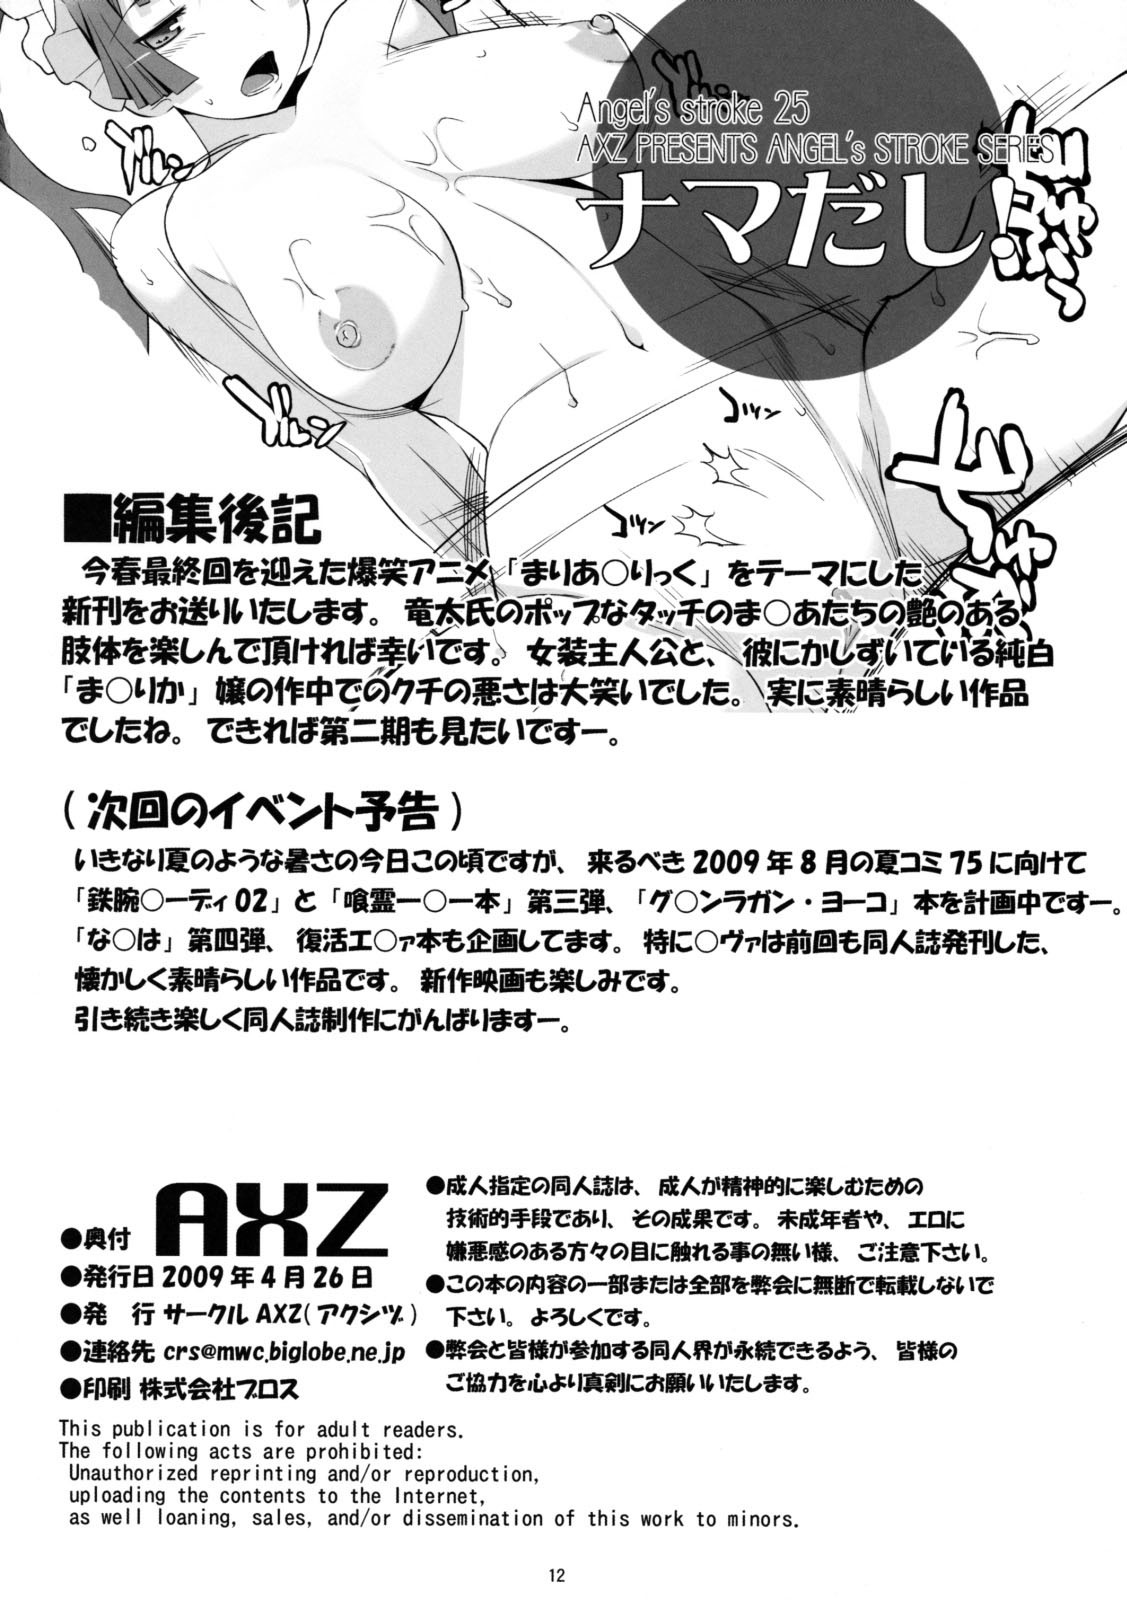 Angel's stroke 25
AXZ PRESENTS ANGEL's STROKE SERIES
ナマだし!
コツン
コツン
■編集後記
今春最終回を迎えた爆笑アニメ「まりあ○りっく」をテーマにした
新刊をお送りいたします。 竜太氏のポップなタッチのま○あたちの艶のある
肢体を楽しんで頂ければ幸いです。 女装主人公と、 彼にかしずいている純白
「ま○りか」嬢の作中でのクチの悪さは大笑いでした。 実に素晴らしい作品
でしたね。 できれば第二期も見たいですー。
(次回のイベント予告)
いきなり夏のような暑さの今日この頃ですが、 来るべき 2009 年 8 月の夏コミ 75 に向けて
「鉄腕○ーディ 02」と「喰霊一○一本」第三弾、「グ○ンラガン・ヨーコ」本を計画中ですー。
「な○は」第四弾、 復活エ○ァ本も企画してます。 特に○ヴァは前回も同人誌発刊した、
懐かしく素晴らしい作品です。 新作映画も楽しみです。
引き続き楽しく同人誌制作にがんばりますー。
●奥付 AXZ
●発行日 2009 年 4 月 26 日
●発 行 サークル AXZ(アクシヅ)
●連絡先 crs@mwc.biglobe.ne.jp
●印刷 株式会社ブロス
●成人指定の同人誌は、 成人が精神的に楽しむための
技術的手段であり、その成果です。 未成年者や、 エロに
嫌悪感のある方々の目に触れる事の無い様、 ご注意下さい。
●この本の内容の一部または全部を弊会に無断で転載しないで
下さい。よろしくです。
●弊会と皆様が参加する同人界が永続できるよう、 皆様の
ご協力を心より真剣にお願いいたします。
This publication is for adult readers.
The following acts are prohibited:
Unauthorized reprinting and/or reproduction,
uploading the contents to the Internet,
as well loaning, sales, and/or dissemination of this work to minors.
12